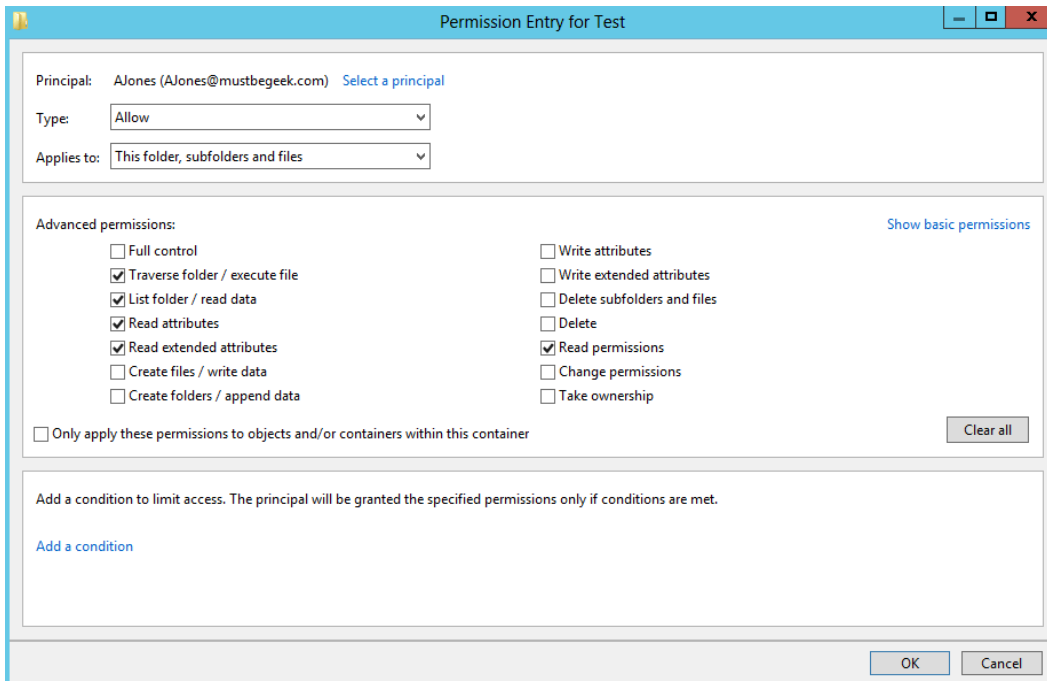 Permission Entry for Test
Principal: AJones (AJones@mustbegeek.com) Select a principal
Type: Allow
Applies to: This folder, subfolders and files
Advanced permissions: Show basic permissions
Full control Write attributes
Traverse folder / execute file Write extended attributes
List folder / read data Delete subfolders and files
Read attributes Delete
Read extended attributes Read permissions
Create files / write data Change permissions
Create folders / append data Take ownership
Only apply these permissions to objects and/or containers within this container Clear all
Add a condition to limit access. The principal will be granted the specified permissions only if conditions are met.
Add a condition
OK Cancel